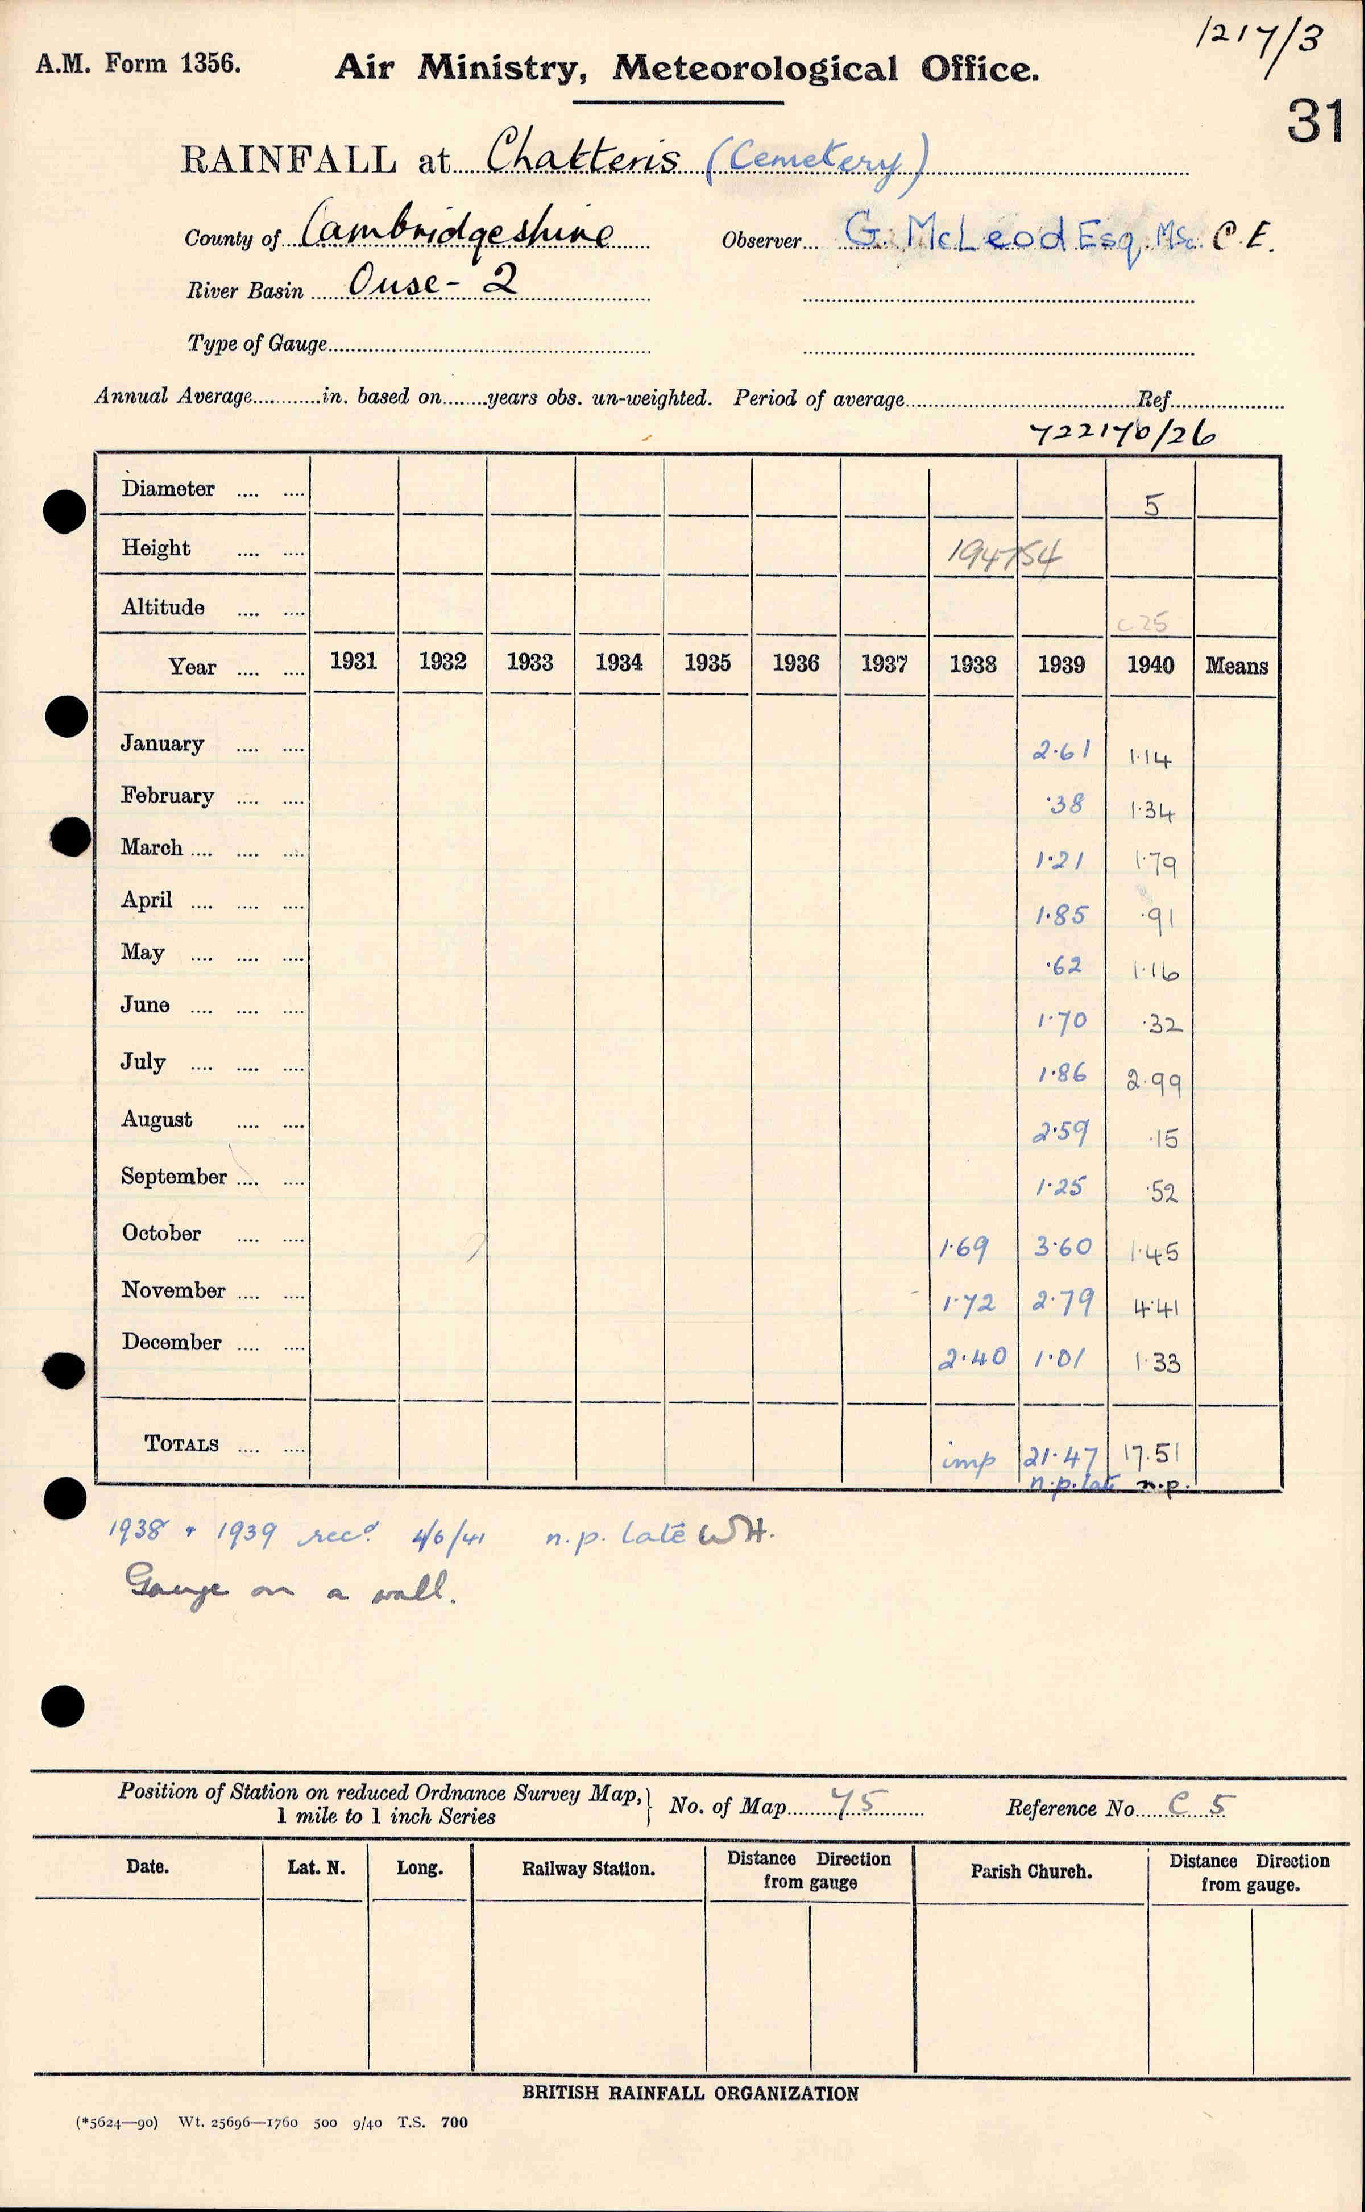 1217/3
A.M. Form 1356. Air Ministry, Meteorological Office.
31
RAINFALL at Chatteris (Cemetery)
County of Cambridgeshire Observer G. McLeod Esq. MSc. C.E.
River Basin Ouse - 2
Type of Gauge
Annual Average in. based on years obs. un-weighted. Period of average Ref.
722170/26
Diameter 5
Height 194754
Altitude c 25
Year 1931 1932 1933 1934 1935 1936 1937 1938 1939 1940 Means
January 2.61 1.14
February .38 1.34
March 1.21 1.79
April 1.85 .91
May .62 1.16
June 1.70 .32
July 1.86 2.99
August 2.59 .15
September 1.25 .52
October 1.69 3.60 1.45
November 1.72 2.79 4.41
December 2.40 1.01 1.33
TOTALS imp 21.47 17.51
n.p. late n.p.
1938 + 1939 recd. 4/6/41 n.p. late WH.
Gauge on a wall.
Position of Station on reduced Ordnance Survey Map, 1 mile to 1 inch Series } No. of Map 75 Reference No. C 5
Date. Lat. N. Long. Railway Station. Distance Direction from gauge Parish Church. Distance Direction from gauge.
BRITISH RAINFALL ORGANIZATION
(*5624—90) Wt. 25696—1760 500 9/40 T.S. 700